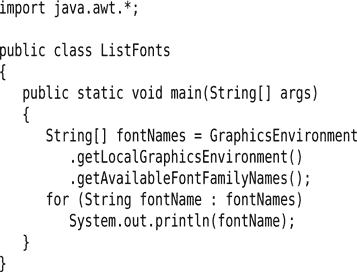 import java.awt.*;

public class ListFonts
{
   public static void main(String[] args)
   {
      String[] fontNames = GraphicsEnvironment
         .getLocalGraphicsEnvironment()
         .getAvailableFontFamilyNames();
      for (String fontName : fontNames)
         System.out.println(fontName);
   }
}